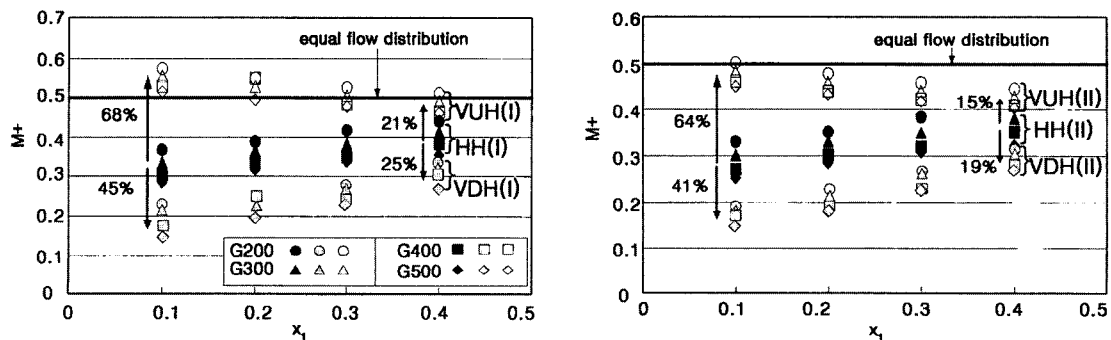 0.7
0.6
0.5
0.4
0.3
0.2
0.1
0
M+
equal flow distribution
68%
45%
21%
25%
VUH(I)
HH(I)
VDH(I)
G200
G300
G400
G500
0
0.1
0.2
0.3
0.4
0.5
x1
0.6
0.5
0.4
0.3
0.2
0.1
0
M+
equal flow distribution
64%
41%
15%
19%
VUH(II)
HH(II)
VDH(II)
0
0.1
0.2
0.3
0.4
0.5
x1